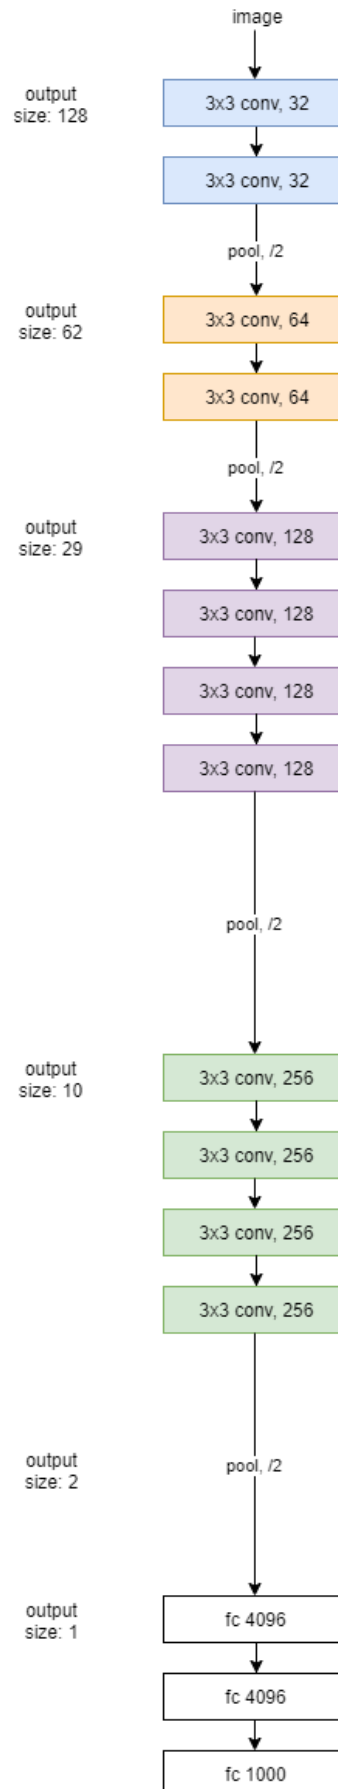 image
output
size: 128
3x3 conv, 32
3x3 conv, 32
pool, /2
output
size: 62
3x3 conv, 64
3x3 conv, 64
pool, /2
output
size: 29
3x3 conv, 128
3x3 conv, 128
3x3 conv, 128
3x3 conv, 128
pool, /2
output
size: 10
3x3 conv, 256
3x3 conv, 256
3x3 conv, 256
3x3 conv, 256
output
size: 2
pool, /2
output
size: 1
fc 4096
fc 4096
fc 1000